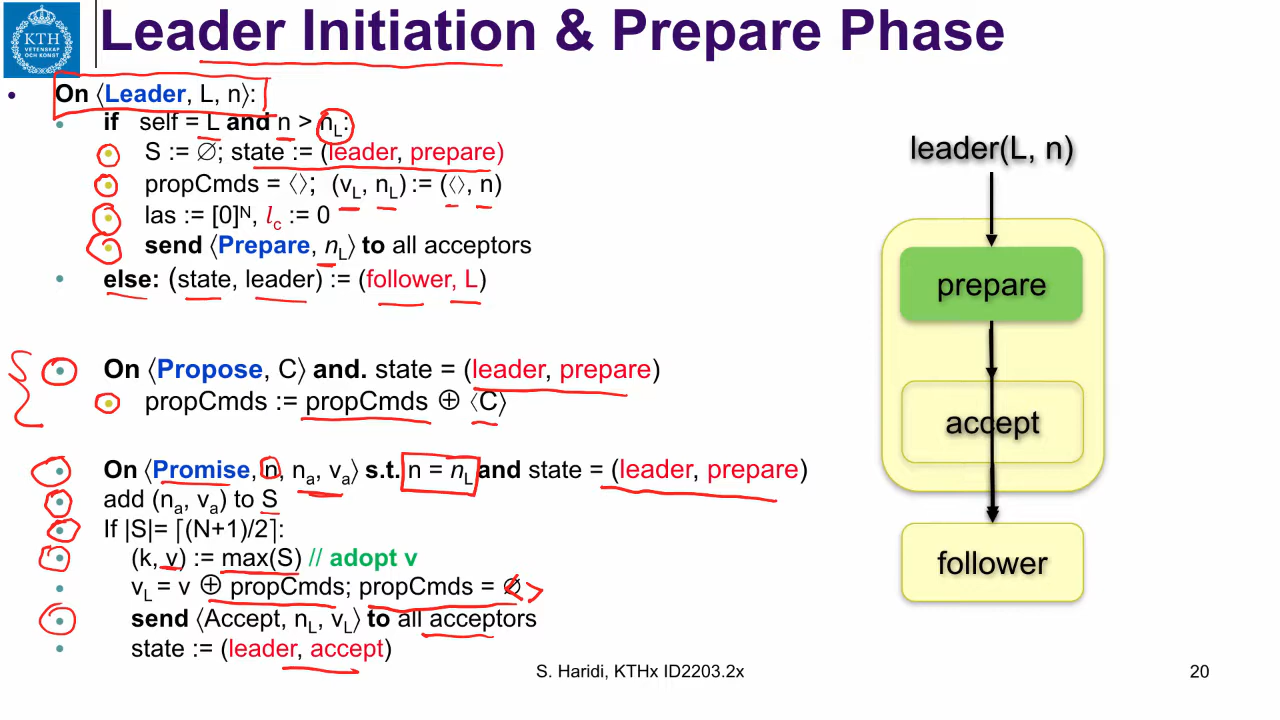 KTH
VETENSKAP
OCH KONST
Leader Initiation & Prepare Phase
• On ⟨Leader, L, n⟩:
• if self = L and n > nL:
• S := ∅; state := (leader, prepare)
• propCmds = ⟨⟩; (vL, nL) := (⟨⟩, n)
• las := [0]ᴺ, lc := 0
• send ⟨Prepare, nL⟩ to all acceptors
• else: (state, leader) := (follower, L)
• On ⟨Propose, C⟩ and. state = (leader, prepare)
• propCmds := propCmds ⊕ ⟨C⟩
• On ⟨Promise, n, na, va⟩ s.t. n = nL and state = (leader, prepare)
• add (na, va) to S
• If |S|= ⌈(N+1)/2⌉:
• (k, v) := max(S) // adopt v
• vL = v ⊕ propCmds; propCmds = ∅ < >
• send ⟨Accept, nL, vL⟩ to all acceptors
• state := (leader, accept)
leader(L, n)
prepare
accept
follower
S. Haridi, KTHx ID2203.2x
20